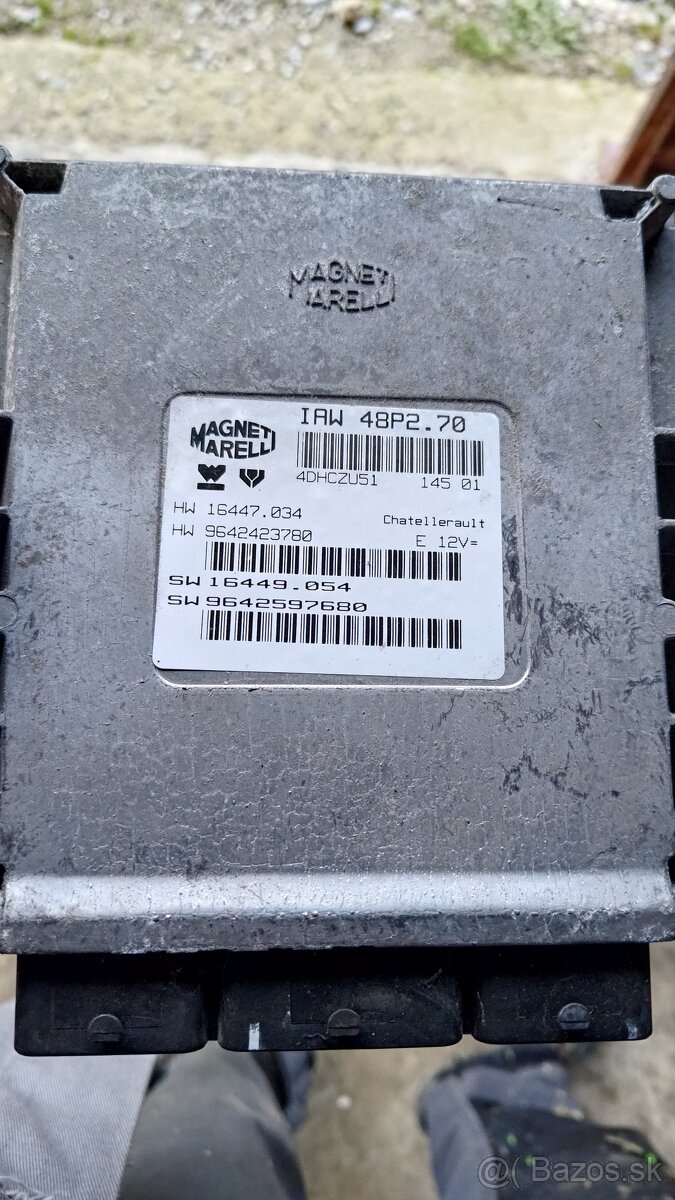 MAGNETI
MARELLI
IAW 48P2.70
MAGNETI
MARELLI
4DHCZU51 145 01
HW 16447.034 Chatellerault
HW 9642423780 E 12V=
SW 16449.054
SW 9642597680
@( Bazos.sk